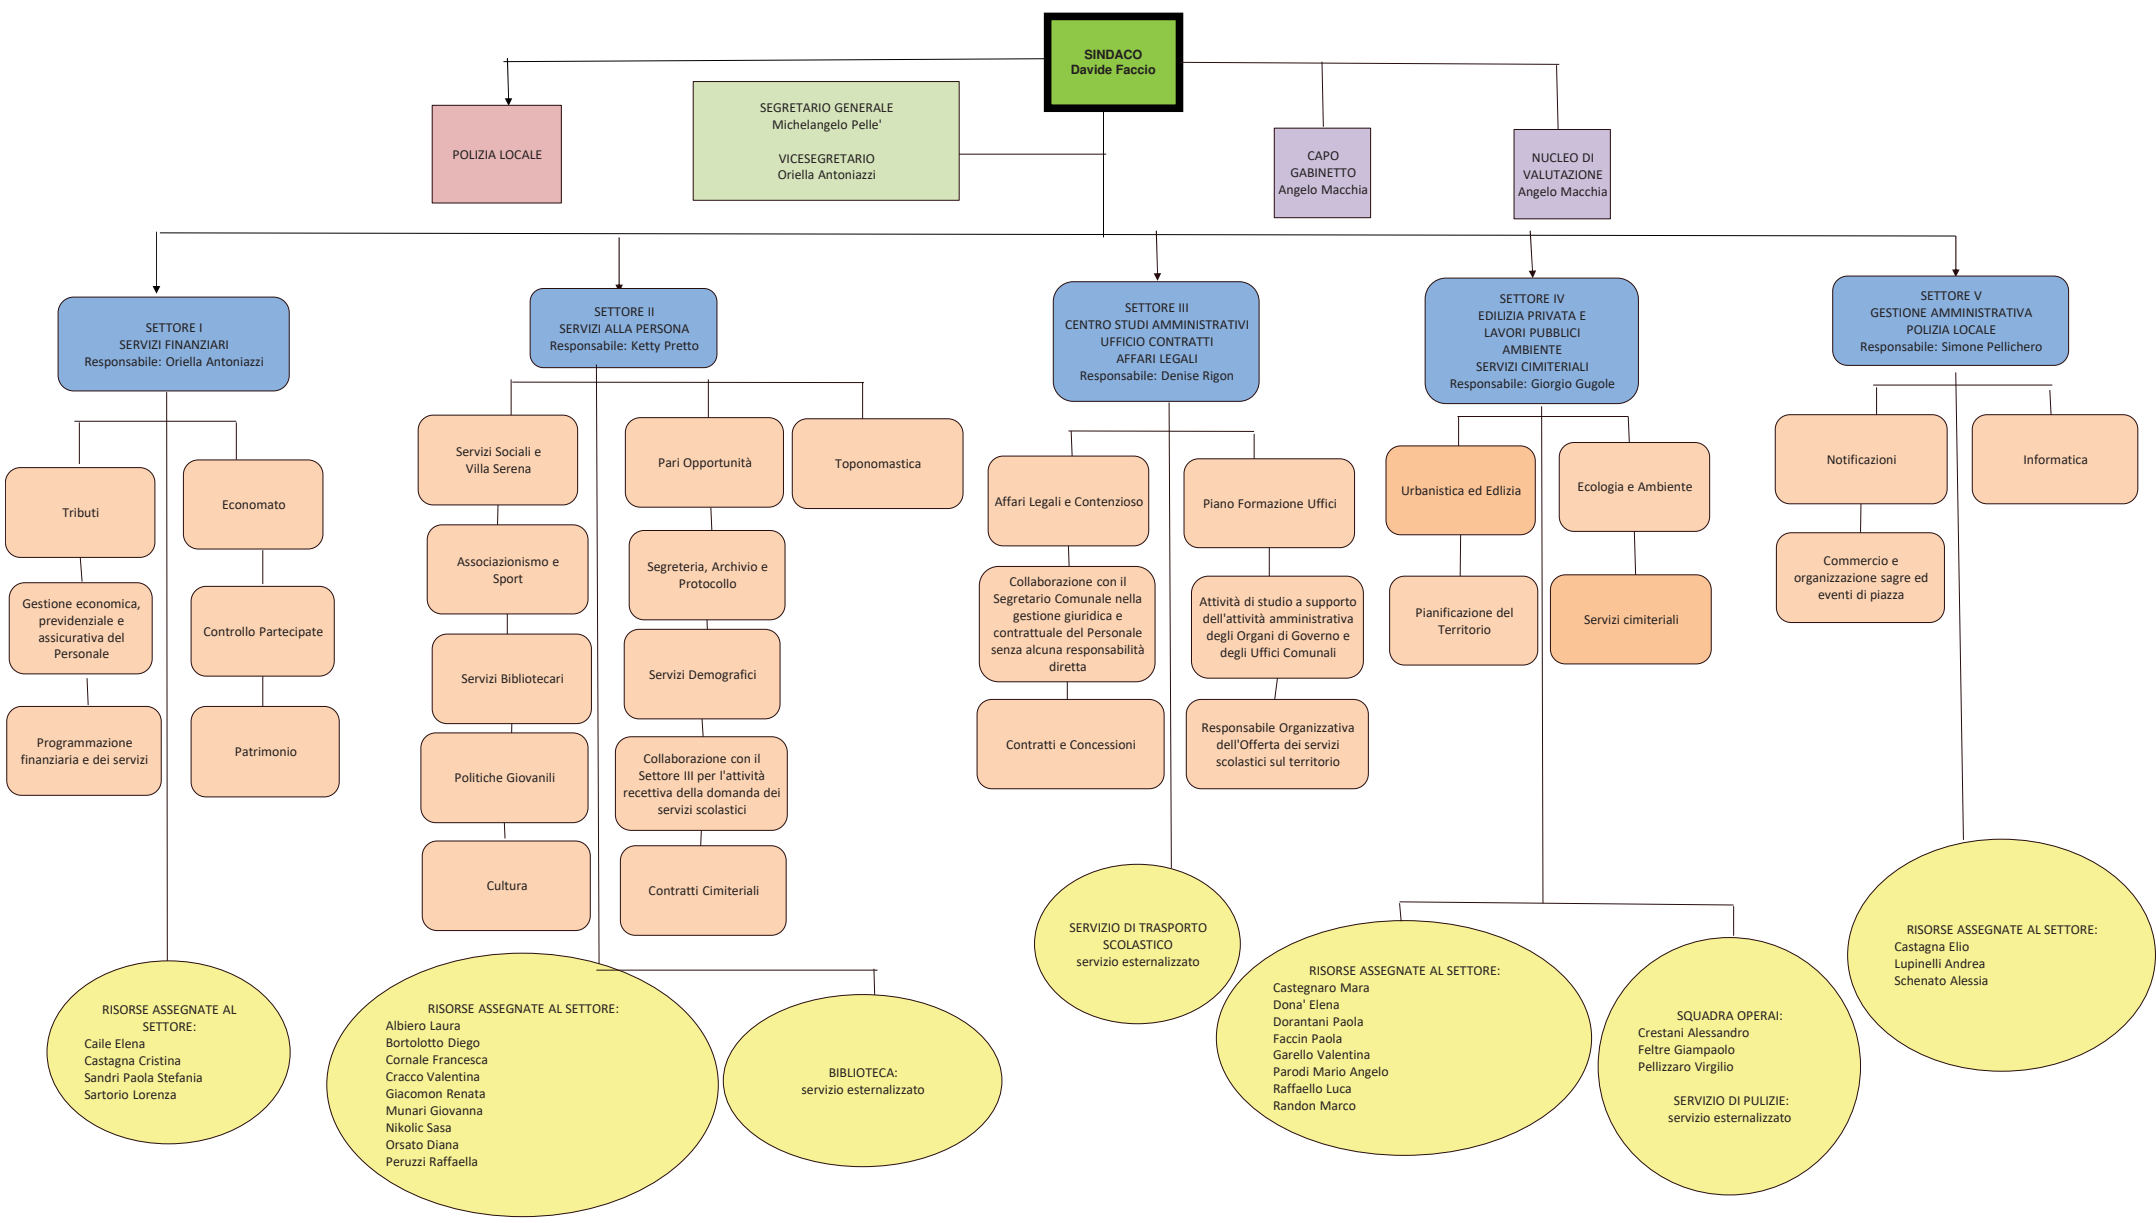 SINDACO
Davide Faccio
POLIZIA LOCALE
SEGRETARIO GENERALE
Michelangelo Pelle'
VICESEGRETARIO
Oriella Antoniazzi
CAPO
GABINETTO
Angelo Macchia
NUCLEO DI
VALUTAZIONE
Angelo Macchia
SETTORE I
SERVIZI FINANZIARI
Responsabile: Oriella Antoniazzi
SETTORE II
SERVIZI ALLA PERSONA
Responsabile: Ketty Pretto
SETTORE III
CENTRO STUDI AMMINISTRATIVI
UFFICIO CONTRATTI
AFFARI LEGALI
Responsabile: Denise Rigon
SETTORE IV
EDILIZIA PRIVATA E
LAVORI PUBBLICI
AMBIENTE
SERVIZI CIMITERIALI
Responsabile: Giorgio Gugole
SETTORE V
GESTIONE AMMINISTRATIVA
POLIZIA LOCALE
Responsabile: Simone Pellichero
Tributi
Gestione economica,
previdenziale e
assicurativa del
Personale
Programmazione
finanziaria e dei servizi
Economato
Controllo Partecipate
Patrimonio
Servizi Sociali e
Villa Serena
Associazionismo e
Sport
Servizi Bibliotecari
Politiche Giovanili
Cultura
Pari Opportunità
Segreteria, Archivio e
Protocollo
Servizi Demografici
Collaborazione con il
Settore III per l'attività
recettiva della domanda dei
servizi scolastici
Contratti Cimiteriali
Toponomastica
Affari Legali e Contenzioso
Collaborazione con il
Segretario Comunale nella
gestione giuridica e
contrattuale del Personale
senza alcuna responsabilità
diretta
Contratti e Concessioni
Piano Formazione Uffici
Attività di studio a supporto
dell'attività amministrativa
degli Organi di Governo e
degli Uffici Comunali
Responsabile Organizzativa
dell'Offerta dei servizi
scolastici sul territorio
Urbanistica ed Edlizia
Pianificazione del
Territorio
Ecologia e Ambiente
Servizi cimiteriali
Notificazioni
Commercio e
organizzazione sagre ed
eventi di piazza
Informatica
RISORSE ASSEGNATE AL
SETTORE:
Caile Elena
Castagna Cristina
Sandri Paola Stefania
Sartorio Lorenza
RISORSE ASSEGNATE AL SETTORE:
Albiero Laura
Bortolotto Diego
Cornale Francesca
Cracco Valentina
Giacomon Renata
Munari Giovanna
Nikolic Sasa
Orsato Diana
Peruzzi Raffaella
BIBLIOTECA:
servizio esternalizzato
SERVIZIO DI TRASPORTO
SCOLASTICO
servizio esternalizzato
RISORSE ASSEGNATE AL SETTORE:
Castegnaro Mara
Dona' Elena
Dorantani Paola
Faccin Paola
Garello Valentina
Parodi Mario Angelo
Raffaello Luca
Randon Marco
SQUADRA OPERAI:
Crestani Alessandro
Feltre Giampaolo
Pellizzaro Virgilio
SERVIZIO DI PULIZIE:
servizio esternalizzato
RISORSE ASSEGNATE AL SETTORE:
Castagna Elio
Lupinelli Andrea
Schenato Alessia